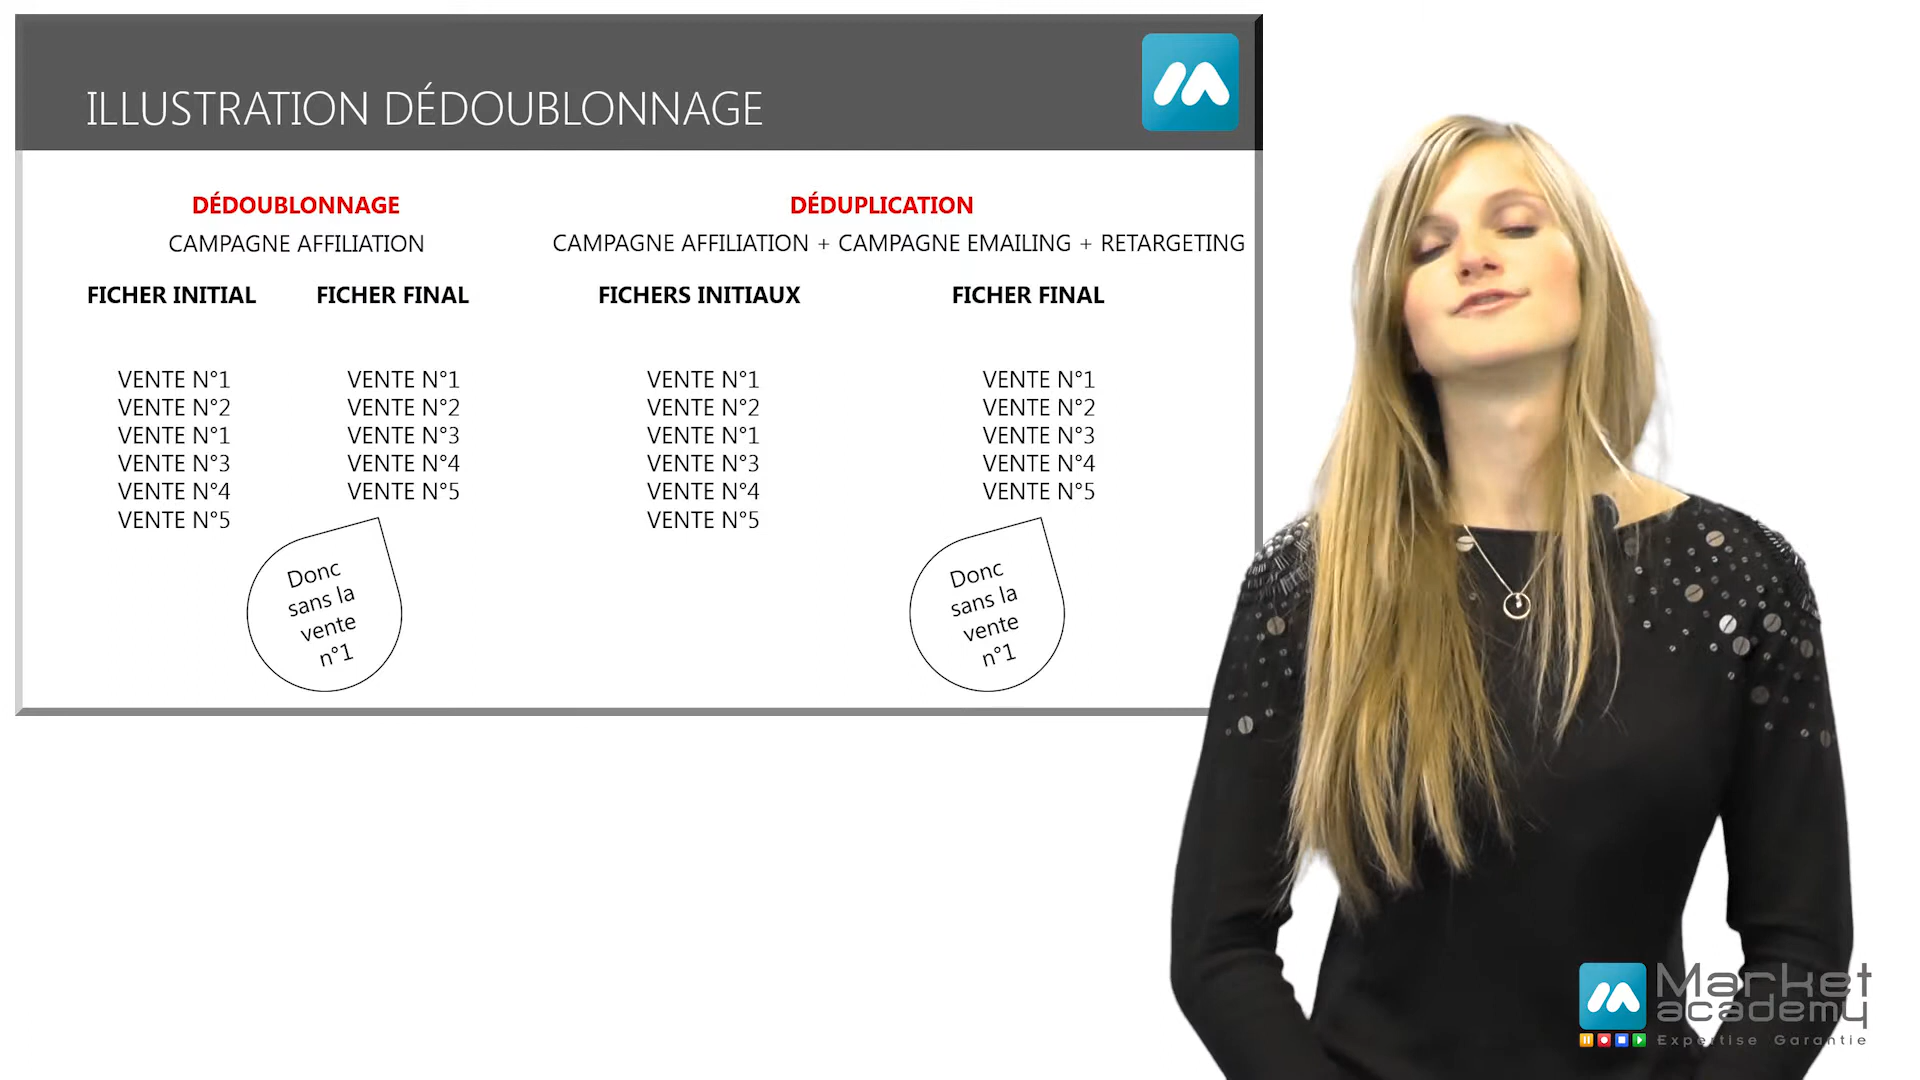 ILLUSTRATION DÉDOUBLONNAGE
DÉDOUBLONNAGE
CAMPAGNE AFFILIATION
FICHER INITIAL
FICHER FINAL
VENTE N°1
VENTE N°2
VENTE N°1
VENTE N°3
VENTE N°4
VENTE N°5
VENTE N°1
VENTE N°2
VENTE N°3
VENTE N°4
VENTE N°5
Donc
sans la
vente
n°1
DÉDUPLICATION
CAMPAGNE AFFILIATION + CAMPAGNE EMAILING + RETARGETING
FICHERS INITIAUX
FICHER FINAL
VENTE N°1
VENTE N°2
VENTE N°1
VENTE N°3
VENTE N°4
VENTE N°5
VENTE N°1
VENTE N°2
VENTE N°3
VENTE N°4
VENTE N°5
Donc
sans la
vente
n°1
Market
academy
Expertise Garantie